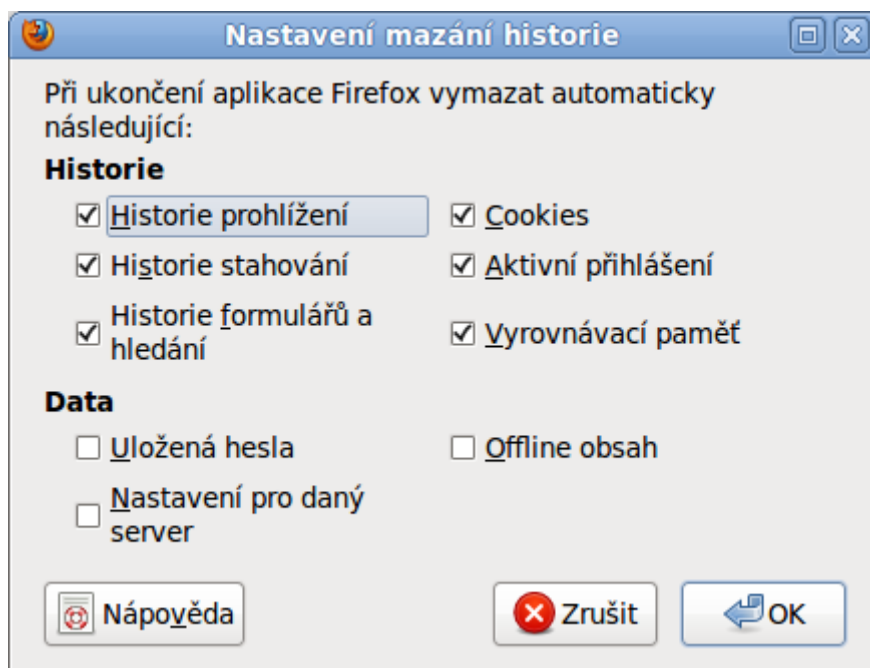 Nastavení mazání historie
Při ukončení aplikace Firefox vymazat automaticky
následující:
Historie
Historie prohlížení
Cookies
Historie stahování
Aktivní přihlášení
Historie formulářů a
hledání
Vyrovnávací paměť
Data
Uložená hesla
Offline obsah
Nastavení pro daný
server
Nápověda
Zrušit
OK